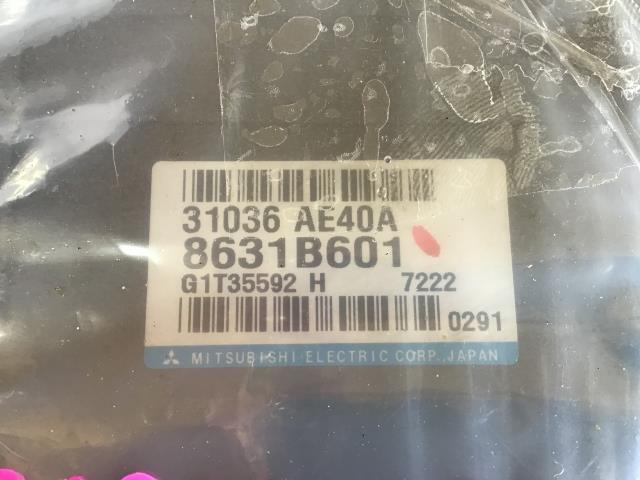 31036 AE40A
8631B601
G1T35592 H 7222
0291
MITSUBISHI ELECTRIC CORP., JAPAN